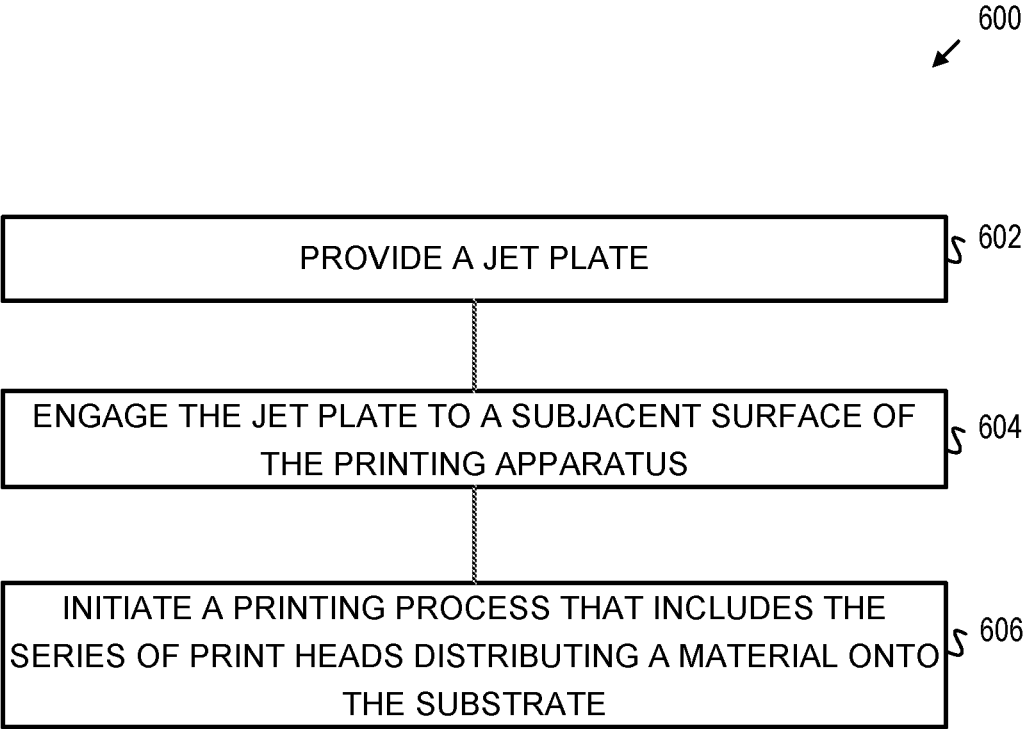 600
PROVIDE A JET PLATE
602
ENGAGE THE JET PLATE TO A SUBJACENT SURFACE OF
THE PRINTING APPARATUS
604
INITIATE A PRINTING PROCESS THAT INCLUDES THE
SERIES OF PRINT HEADS DISTRIBUTING A MATERIAL ONTO
THE SUBSTRATE
606